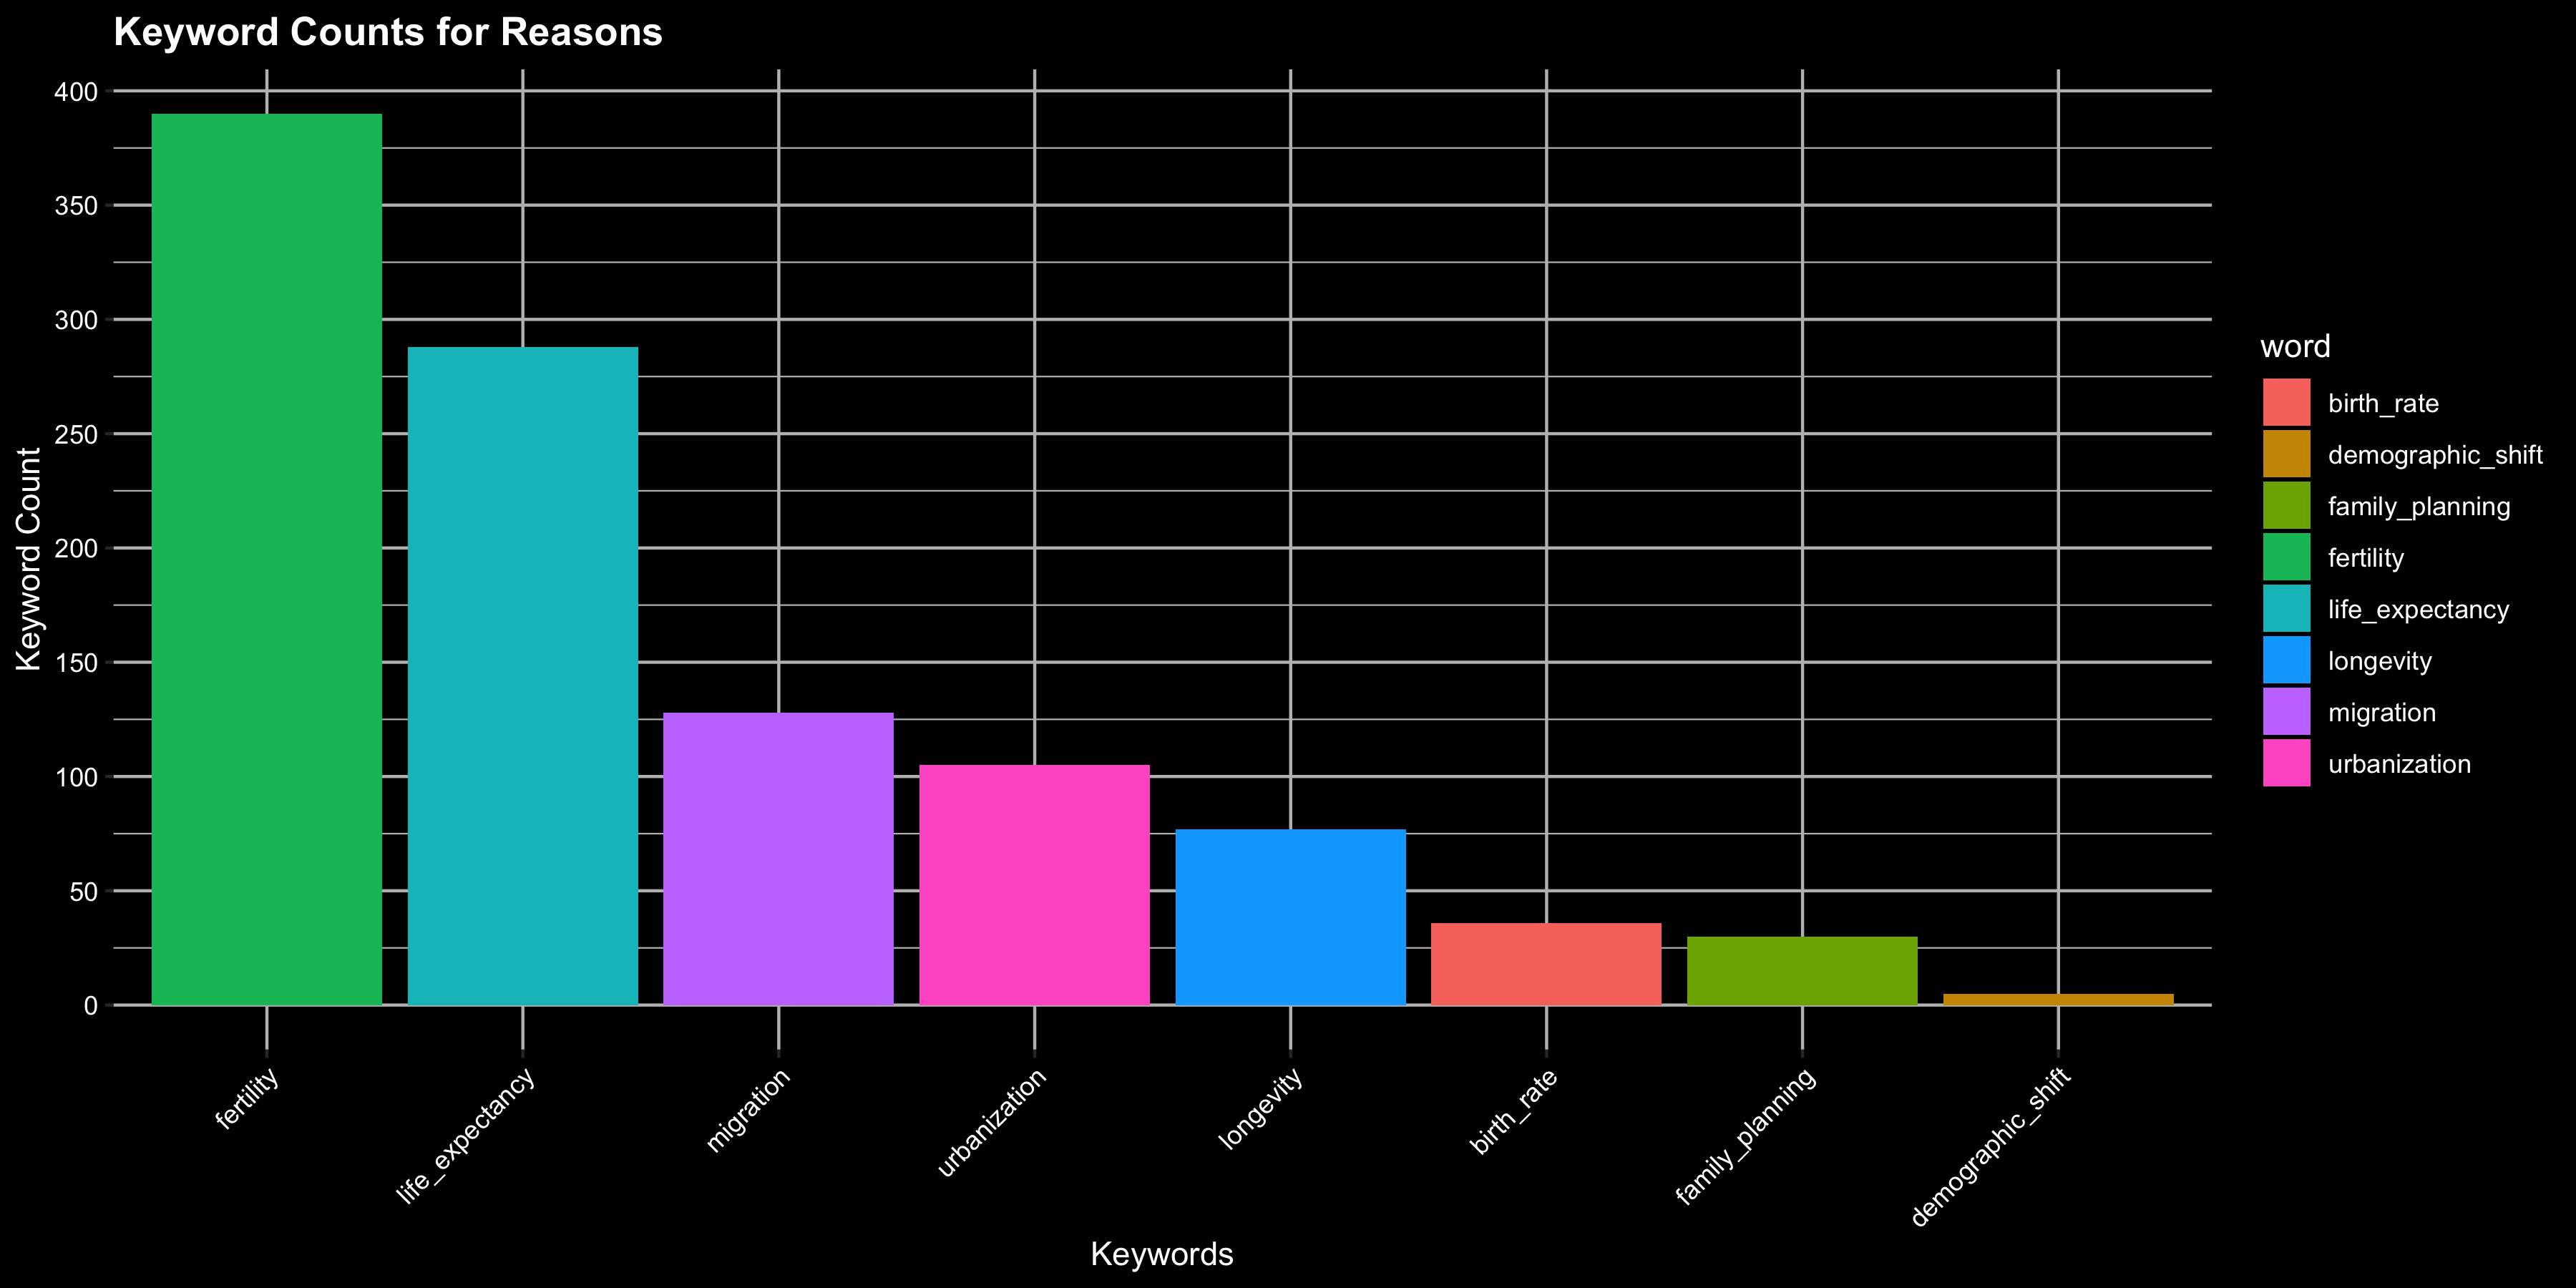 Keyword Counts for Reasons
Keyword Count
400
350
300
250
200
150
100
50
0
fertility
life_expectancy
migration
urbanization
longevity
birth_rate
family_planning
demographic_shift
Keywords
word
birth_rate
demographic_shift
family_planning
fertility
life_expectancy
longevity
migration
urbanization